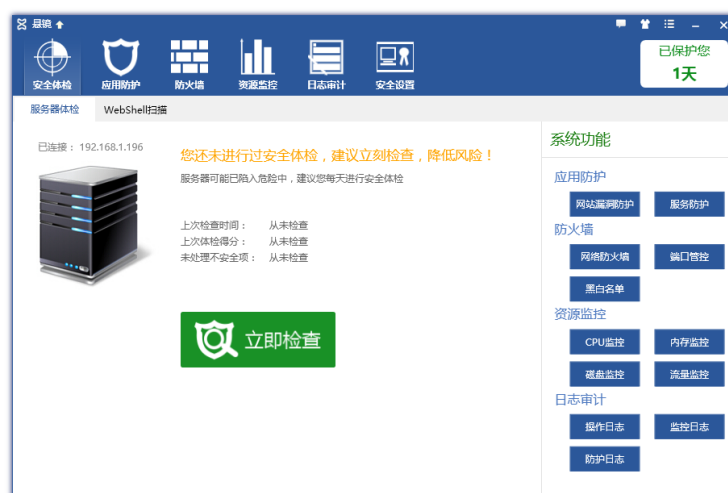 悬镜
已保护您
1天
安全体检
应用防护
防火墙
资源监控
日志审计
安全设置
服务器体检
WebShell扫描
已连接： 192.168.1.196
您还未进行过安全体检，建议立刻检查，降低风险！
服务器可能已陷入危险中，建议您每天进行安全体检
上次检查时间： 从未检查
上次体检得分： 从未检查
未处理不安全项： 从未检查
立即检查
系统功能
应用防护
网站漏洞防护 服务防护
防火墙
网络防火墙 端口管控
黑白名单
资源监控
CPU监控 内存监控
磁盘监控 流量监控
日志审计
操作日志 监控日志
防护日志